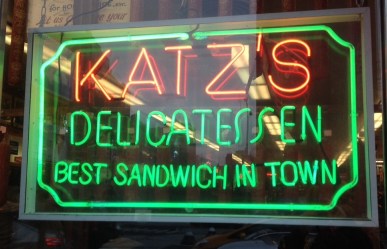 KATZ'S
DELICATESSEN
BEST SANDWICH IN TOWN